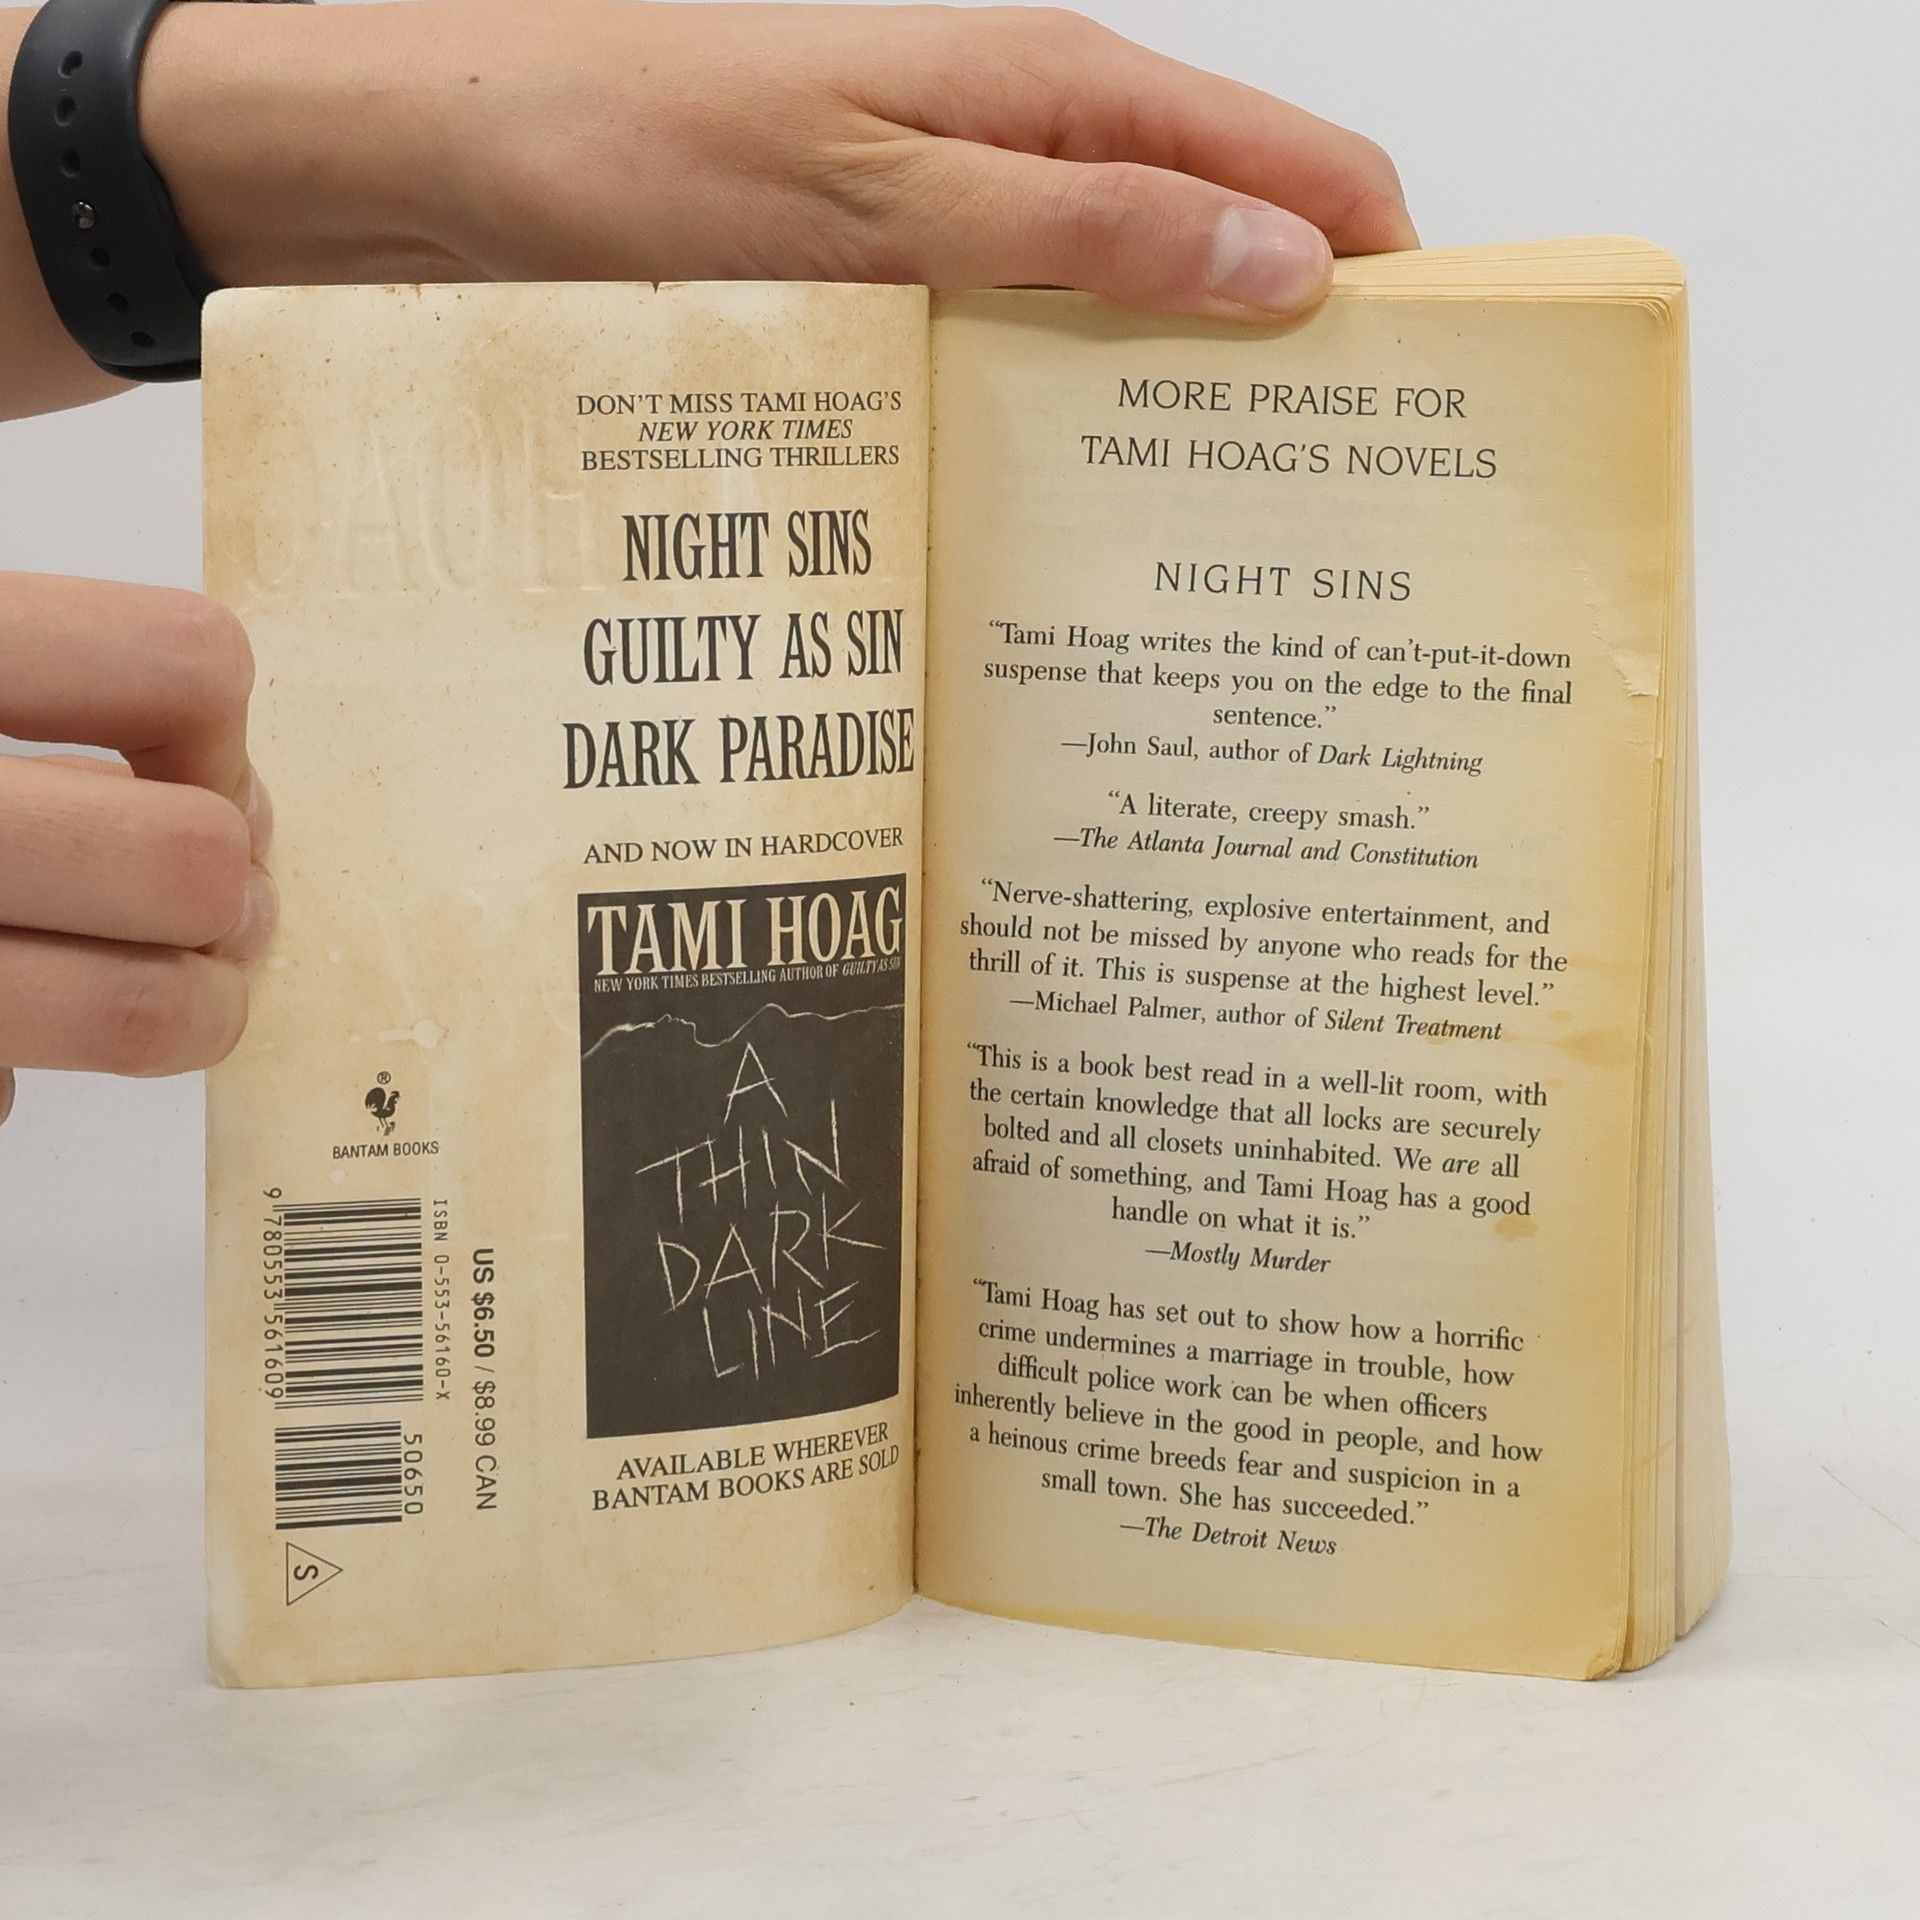 DON'T MISS TAMI HOAG'S
NEW YORK TIMES
BESTSELLING THRILLERS
NIGHT SINS
GUILTY AS SIN
DARK PARADISE
AND NOW IN HARDCOVER
TAMI HOAG
NEW YORK TIMES BESTSELLING AUTHOR OF GUILTY AS SIN
A
THIN
DARK
LINE
AVAILABLE WHEREVER
BANTAM BOOKS ARE SOLD
®
BANTAM BOOKS
ISBN 0-553-56160-X
9 780553 561609
50650
US $6.50 / $8.99 CAN
S
MORE PRAISE FOR
TAMI HOAG'S NOVELS
NIGHT SINS
“Tami Hoag writes the kind of can't-put-it-down
suspense that keeps you on the edge to the final
sentence.”
—John Saul, author of Dark Lightning
“A literate, creepy smash.”
—The Atlanta Journal and Constitution
“Nerve-shattering, explosive entertainment, and
should not be missed by anyone who reads for the
thrill of it. This is suspense at the highest level.”
—Michael Palmer, author of Silent Treatment
“This is a book best read in a well-lit room, with
the certain knowledge that all locks are securely
bolted and all closets uninhabited. We are all
afraid of something, and Tami Hoag has a good
handle on what it is.”
—Mostly Murder
“Tami Hoag has set out to show how a horrific
crime undermines a marriage in trouble, how
difficult police work can be when officers
inherently believe in the good in people, and how
a heinous crime breeds fear and suspicion in a
small town. She has succeeded.”
—The Detroit News